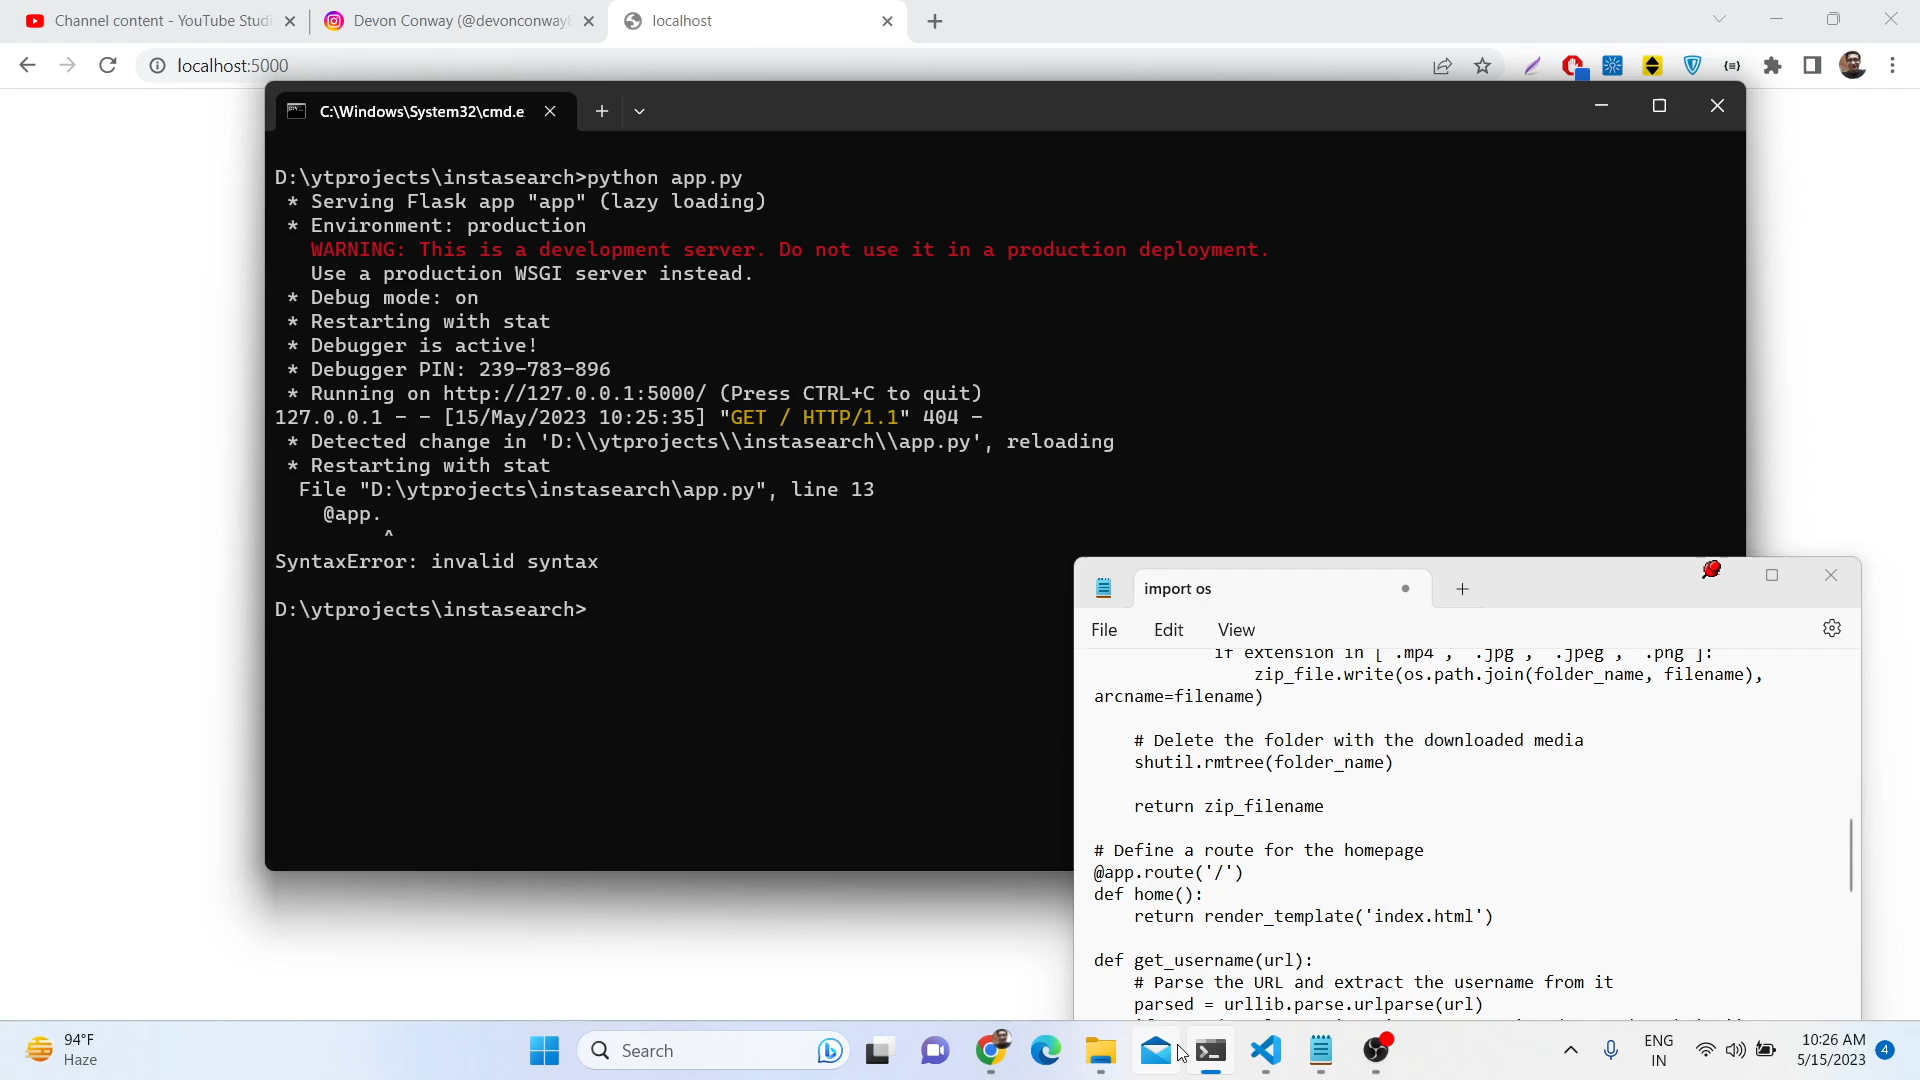 Channel content - YouTube Studi
Devon Conway (@devonconway
localhost
localhost:5000
C:\Windows\System32\cmd.e
D:\ytprojects\instasearch>python app.py
* Serving Flask app "app" (lazy loading)
* Environment: production
WARNING: This is a development server. Do not use it in a production deployment.
Use a production WSGI server instead.
* Debug mode: on
* Restarting with stat
* Debugger is active!
* Debugger PIN: 239-783-896
* Running on http://127.0.0.1:5000/ (Press CTRL+C to quit)
127.0.0.1 - - [15/May/2023 10:25:35] "GET / HTTP/1.1" 404 -
* Detected change in 'D:\\ytprojects\\instasearch\\app.py', reloading
* Restarting with stat
File "D:\ytprojects\instasearch\app.py", line 13
@app.
^
SyntaxError: invalid syntax
D:\ytprojects\instasearch>
import os
File Edit View
if extension in ['.mp4', '.jpg', '.jpeg', '.png']:
zip_file.write(os.path.join(folder_name, filename),
arcname=filename)
# Delete the folder with the downloaded media
shutil.rmtree(folder_name)
return zip_filename
# Define a route for the homepage
@app.route('/')
def home():
return render_template('index.html')
def get_username(url):
# Parse the URL and extract the username from it
parsed = urllib.parse.urlparse(url)
94°F
Haze
Search
ENG
IN
10:26 AM
5/15/2023
4